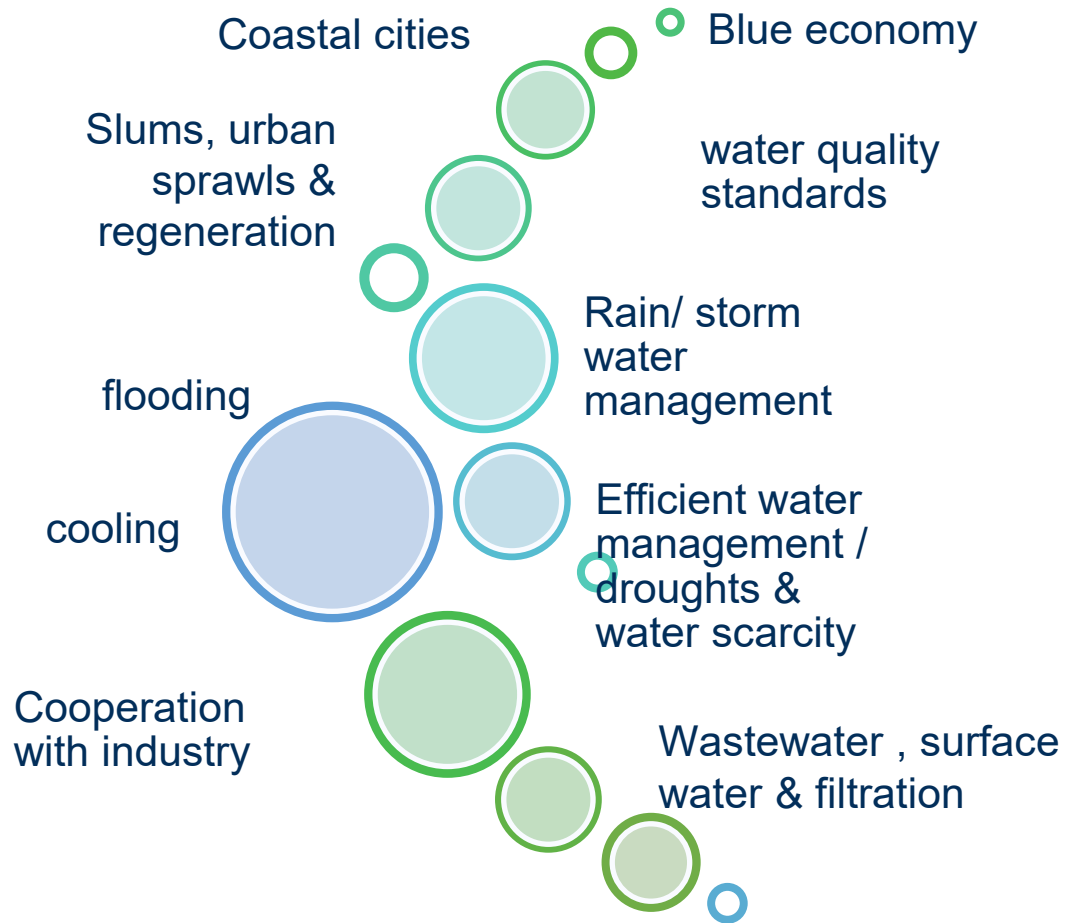 Coastal cities
Blue economy
Slums, urban
sprawls &
regeneration
water quality
standards
Rain/ storm
water
management
flooding
cooling
Efficient water
management /
droughts &
water scarcity
Cooperation
with industry
Wastewater , surface
water & filtration